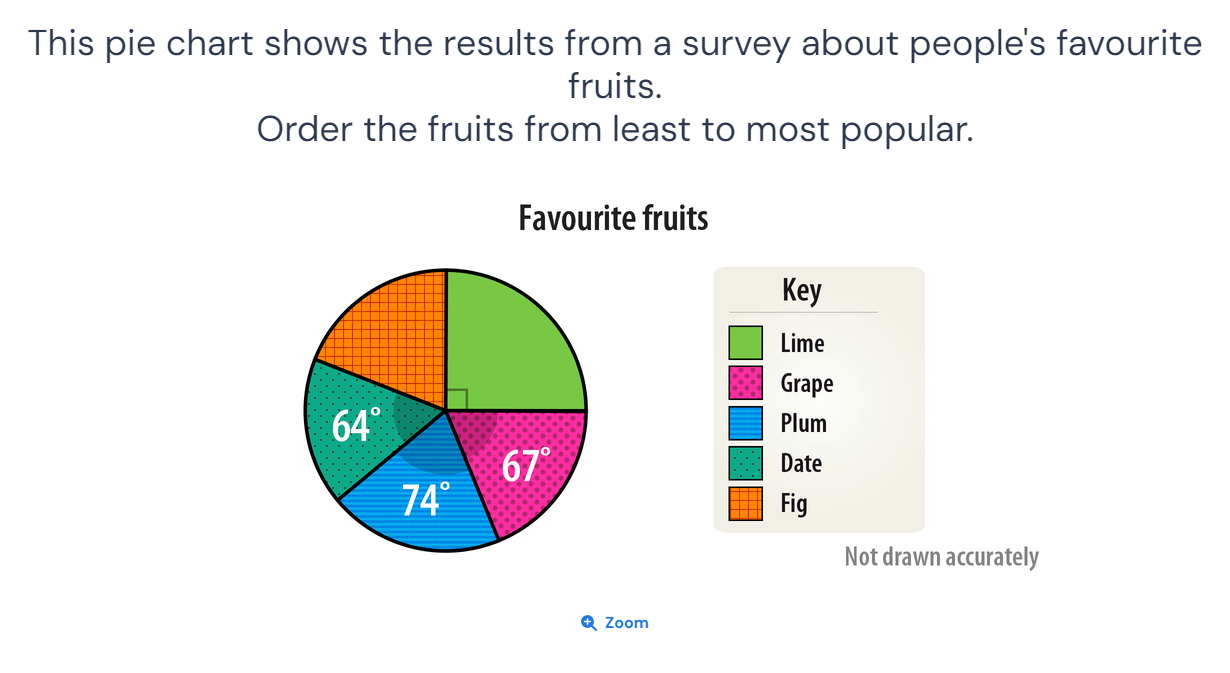 This pie chart shows the results from a survey about people's favourite
fruits.
Order the fruits from least to most popular.
Favourite fruits
64°
74°
67°
Key
Lime
Grape
Plum
Date
Fig
Not drawn accurately
Zoom